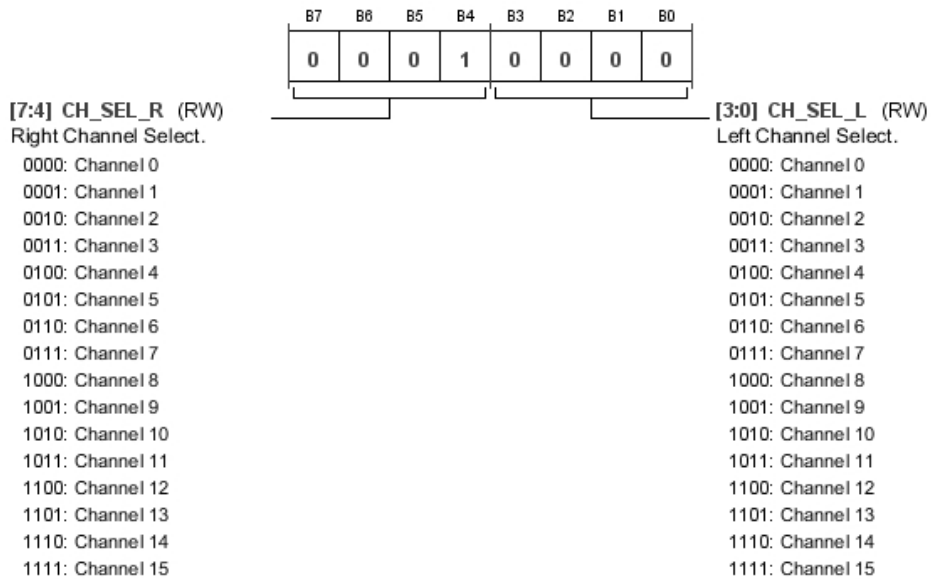 B7 B6 B5 B4 B3 B2 B1 B0
0 0 0 1 0 0 0 0
[7:4] CH_SEL_R (RW)
Right Channel Select.
0000: Channel 0
0001: Channel 1
0010: Channel 2
0011: Channel 3
0100: Channel 4
0101: Channel 5
0110: Channel 6
0111: Channel 7
1000: Channel 8
1001: Channel 9
1010: Channel 10
1011: Channel 11
1100: Channel 12
1101: Channel 13
1110: Channel 14
1111: Channel 15
[3:0] CH_SEL_L (RW)
Left Channel Select.
0000: Channel 0
0001: Channel 1
0010: Channel 2
0011: Channel 3
0100: Channel 4
0101: Channel 5
0110: Channel 6
0111: Channel 7
1000: Channel 8
1001: Channel 9
1010: Channel 10
1011: Channel 11
1100: Channel 12
1101: Channel 13
1110: Channel 14
1111: Channel 15